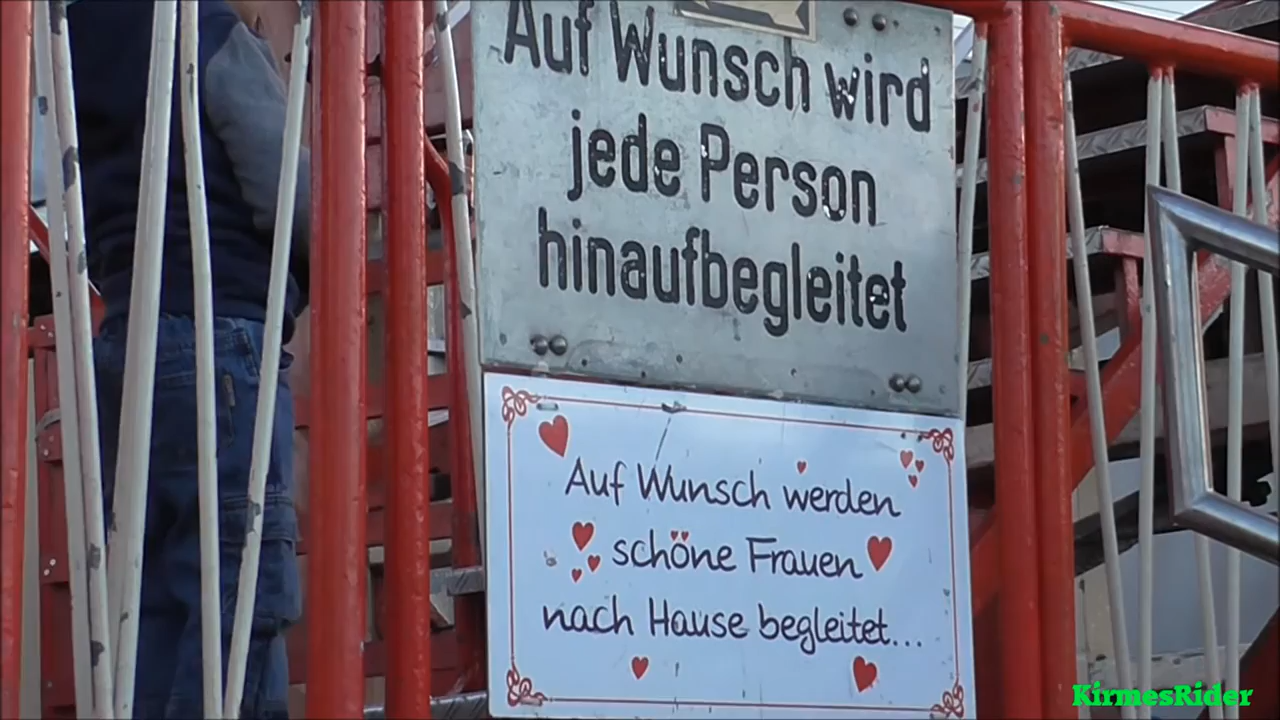 Auf Wunsch wird
jede Person
hinaufbegleitet
Auf Wunsch werden
schöne Frauen
nach Hause begleitet...
KirmesRider